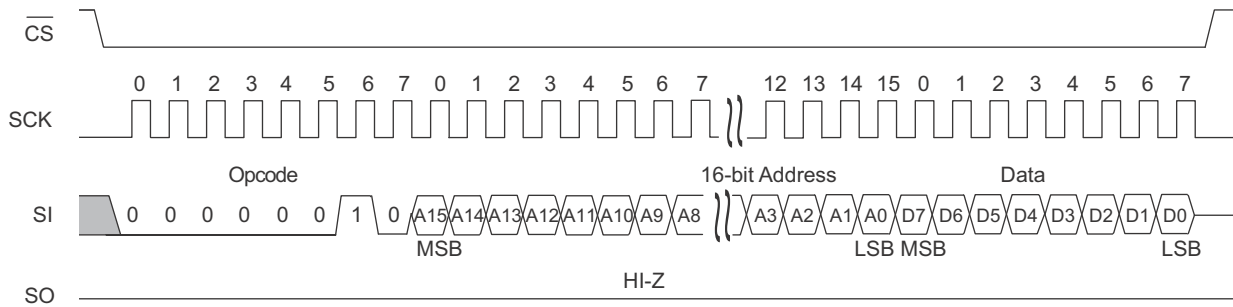 CS
0 1 2 3 4 5 6 7 0 1 2 3 4 5 6 7 12 13 14 15 0 1 2 3 4 5 6 7
SCK
Opcode 16-bit Address Data
SI 0 0 0 0 0 0 1 0 A15 A14 A13 A12 A11 A10 A9 A8 A3 A2 A1 A0 D7 D6 D5 D4 D3 D2 D1 D0
MSB LSB MSB LSB
HI-Z
SO